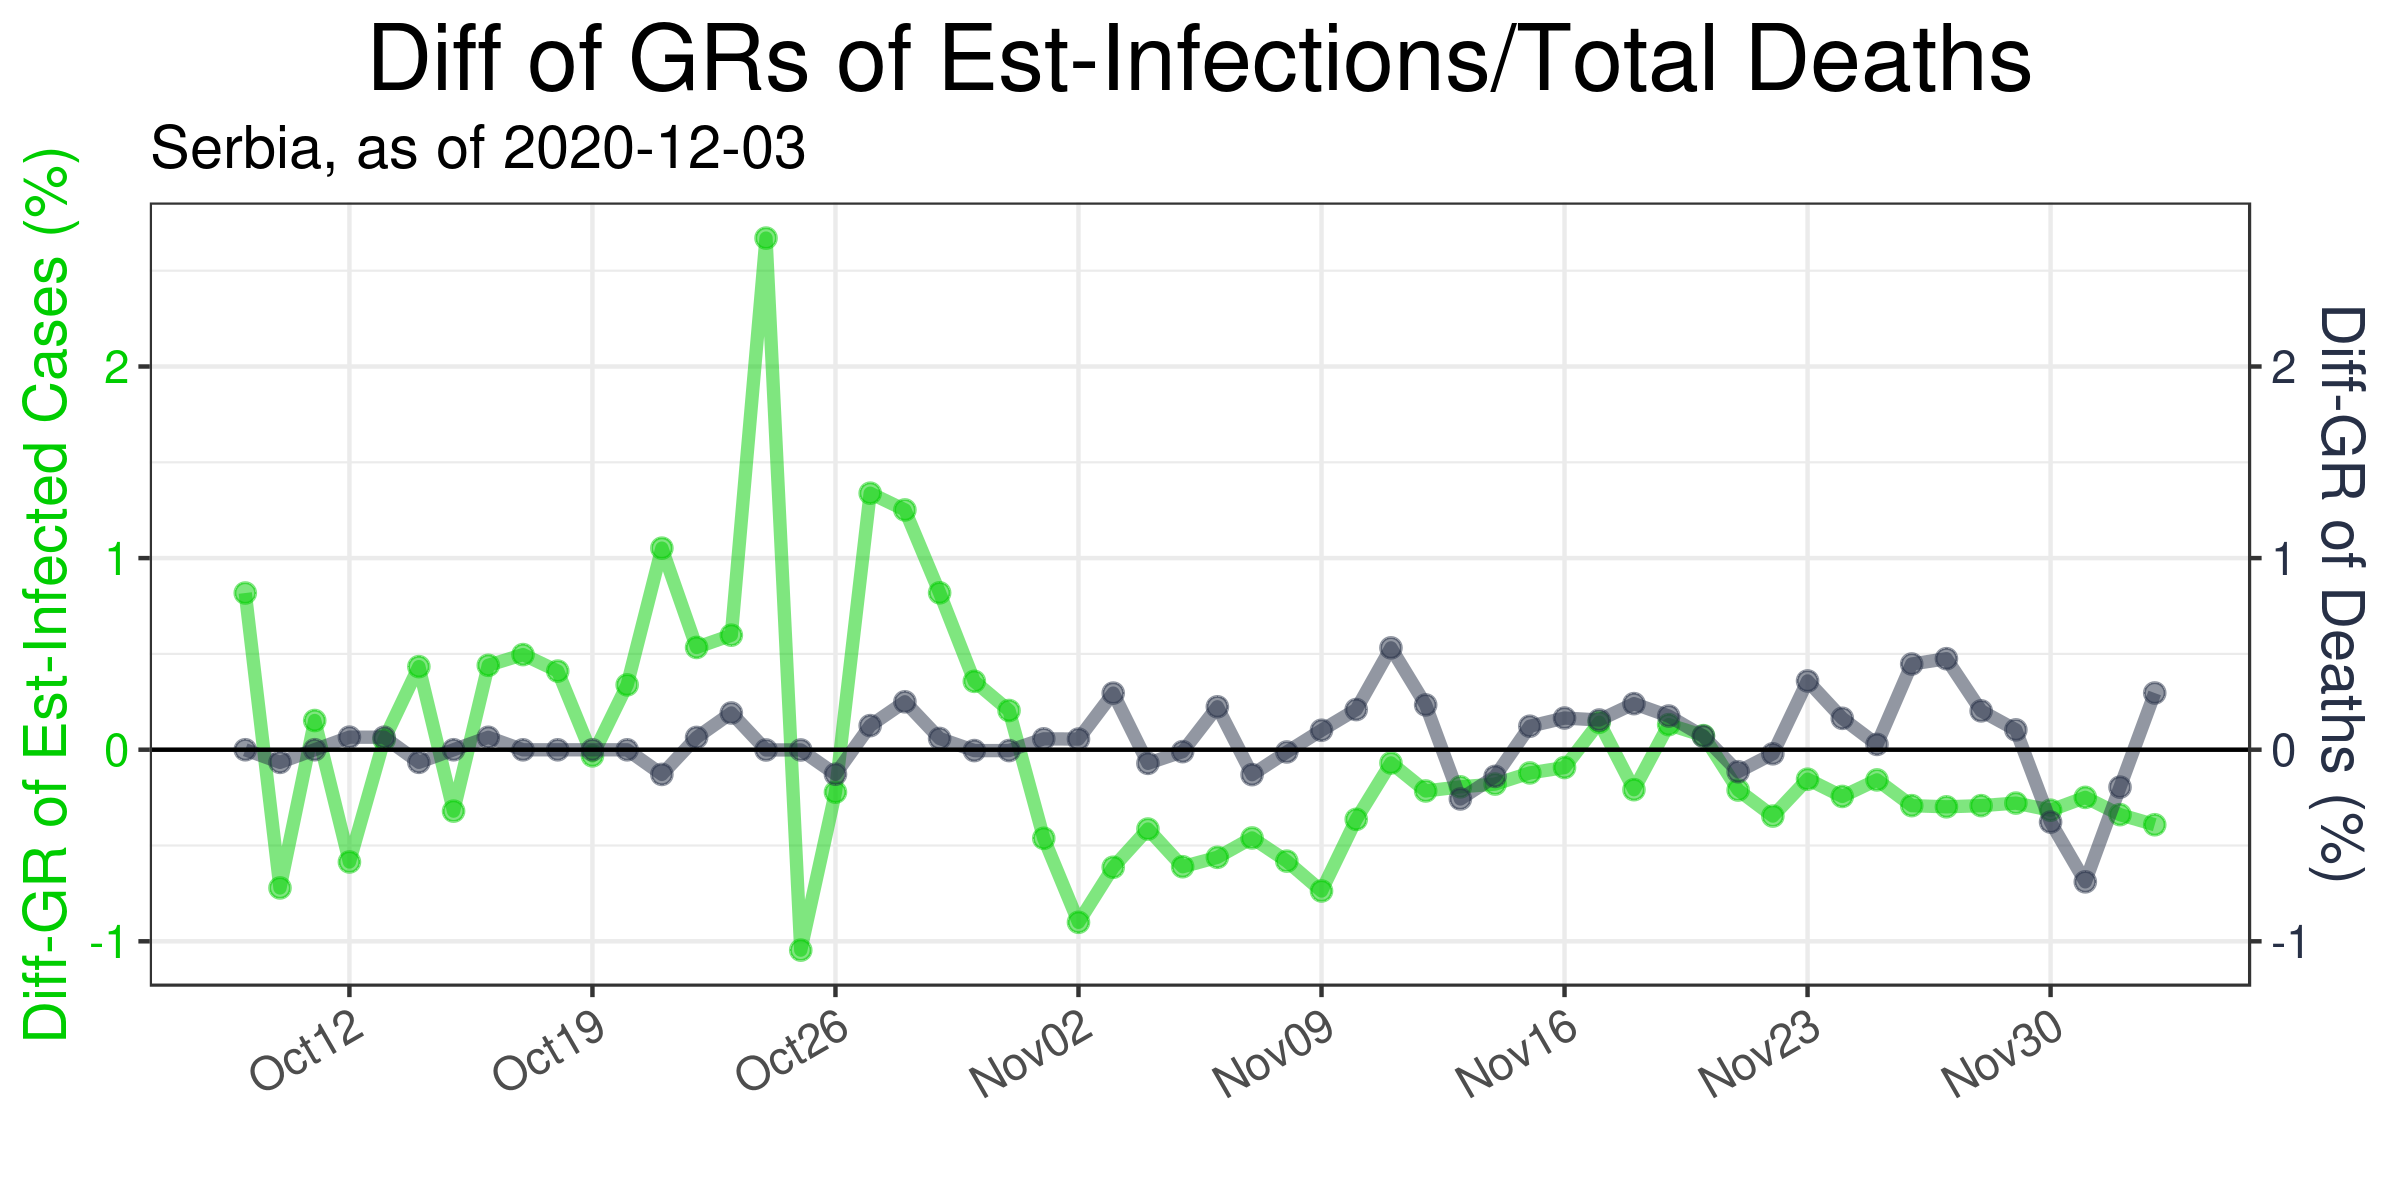 Diff of GRs of Est-Infections/Total Deaths
Serbia, as of 2020-12-03
Diff-GR of Est-Infected Cases (%)
2
1
0
-1
2
1
0
-1
Diff-GR of Deaths (%)
Oct12
Oct19
Oct26
Nov02
Nov09
Nov16
Nov23
Nov30